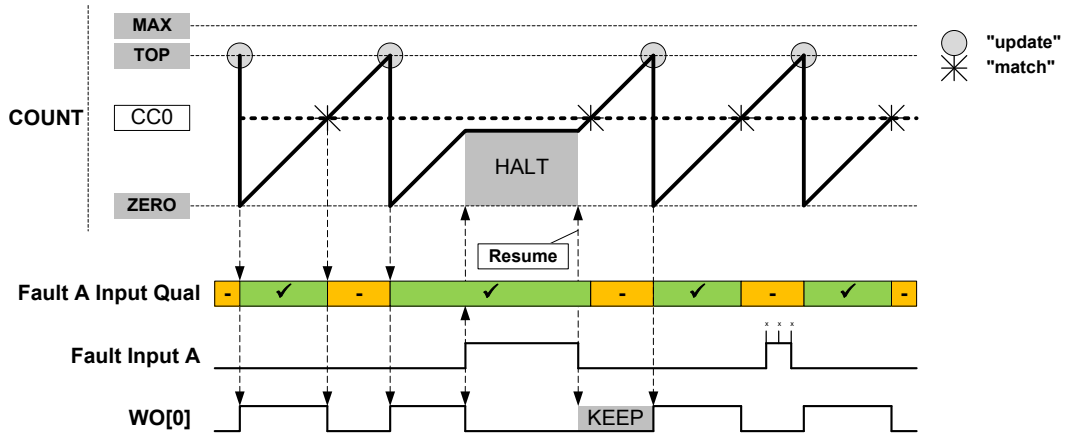 MAX
TOP
"update"
"match"
COUNT
CC0
HALT
ZERO
Resume
Fault A Input Qual
- ✓ - ✓ - ✓ - ✓ -
x x x
Fault Input A
WO[0]
KEEP